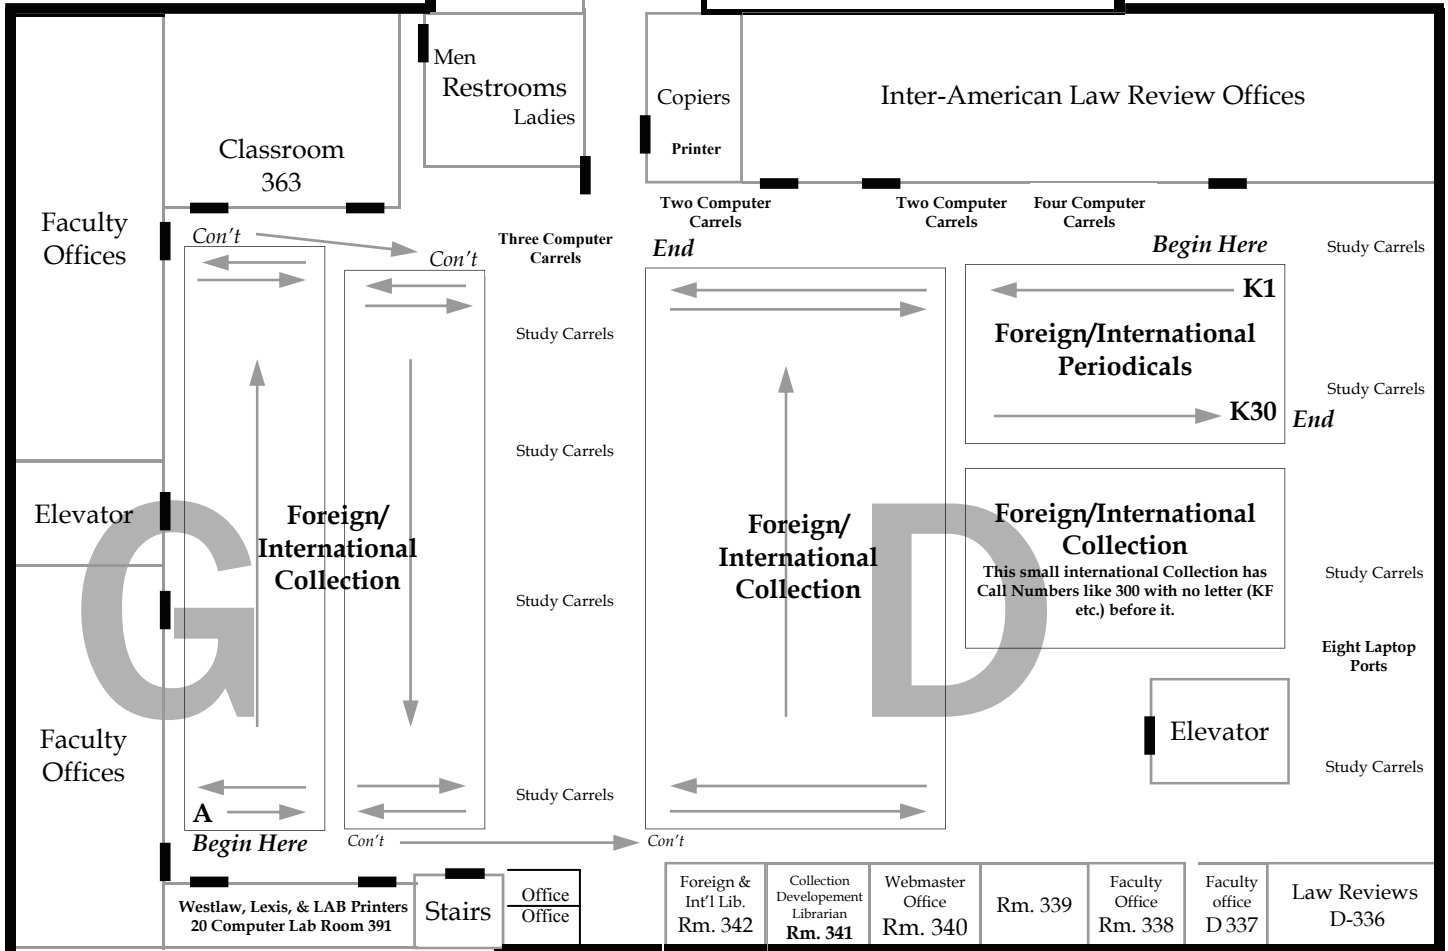 Men
Restrooms
Ladies
Copiers
Printer
Inter-American Law Review Offices
Classroom
363
Faculty
Offices
Two Computer
Carrels
Two Computer
Carrels
Four Computer
Carrels
Con't
Con't
Three Computer
Carrels
End
Begin Here
Study Carrels
K1
Foreign/International
Periodicals
K30
End
Study Carrels
Study Carrels
Study Carrels
Elevator
G
Foreign/
International
Collection
Foreign/
International
Collection
D
Foreign/International
Collection
This small international Collection has
Call Numbers like 300 with no letter (KF
etc.) before it.
Study Carrels
Study Carrels
Eight Laptop
Ports
Faculty
Offices
Elevator
Study Carrels
Study Carrels
A
Begin Here
Con't
Con't
Westlaw, Lexis, & LAB Printers
20 Computer Lab Room 391
Stairs
Office
Office
Foreign &
Int'l Lib.
Rm. 342
Collection
Developement
Librarian
Rm. 341
Webmaster
Office
Rm. 340
Rm. 339
Faculty
Office
Rm. 338
Faculty
office
D 337
Law Reviews
D-336